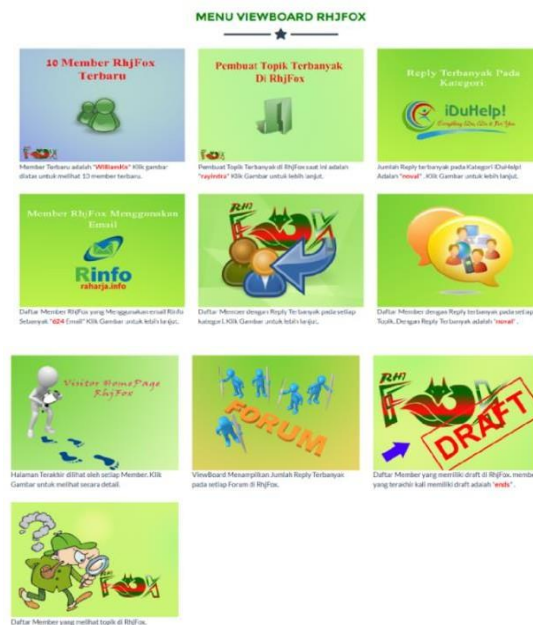 MENU VIEWBOARD RHJFOX
10 Member RhjFox
Terbaru
Member Terbaru adalah "WilliamKn" Klik gambar
diatas untuk melihat 10 member terbaru.
Pembuat Topik Terbanyak
Di RhjFox
Pembuat Topik Terbanyak di RhjFox saat ini adalah
"rayindra" Klik Gambar untuk lebih lanjut.
Reply Terbanyak Pada
Kategori
iDuHelp!
Jumlah Reply terbanyak pada Kategori iDuHelp!
Adalah "noval" . Klik Gambar untuk lebih lanjut.
Member RhjFox Menggunakan
Email
Rinfo
raharja.info
Daftar Member RhjFox yang Menggunakan email Rinfo
Sebanyak "624 Email" Klik Gambar untuk lebih lanjut.
FOX
Daftar Member dengan Reply Terbanyak pada setiap
kategori. Klik Gambar untuk lebih lanjut.
Daftar Member dengan Reply terbanyak pada setiap
Topik. Dengan Reply Terbanyak adalah "noval" .
Visitor HomePage
RhjFox
Halaman Terakhir dilihat oleh setiap Member. Klik
Gambar untuk melihat secara detail.
FORUM
ViewBoard Menampilkan Jumlah Reply Terbanyak
pada setiap Forum di RhjFox.
RHJ
FOX
DRAFT
Daftar Member yang memiliki draft di RhjFox, member
yang terakhir kali memiliki draft adalah "ends" .
FOX
Daftar Member yang melihat topik di RhjFox.